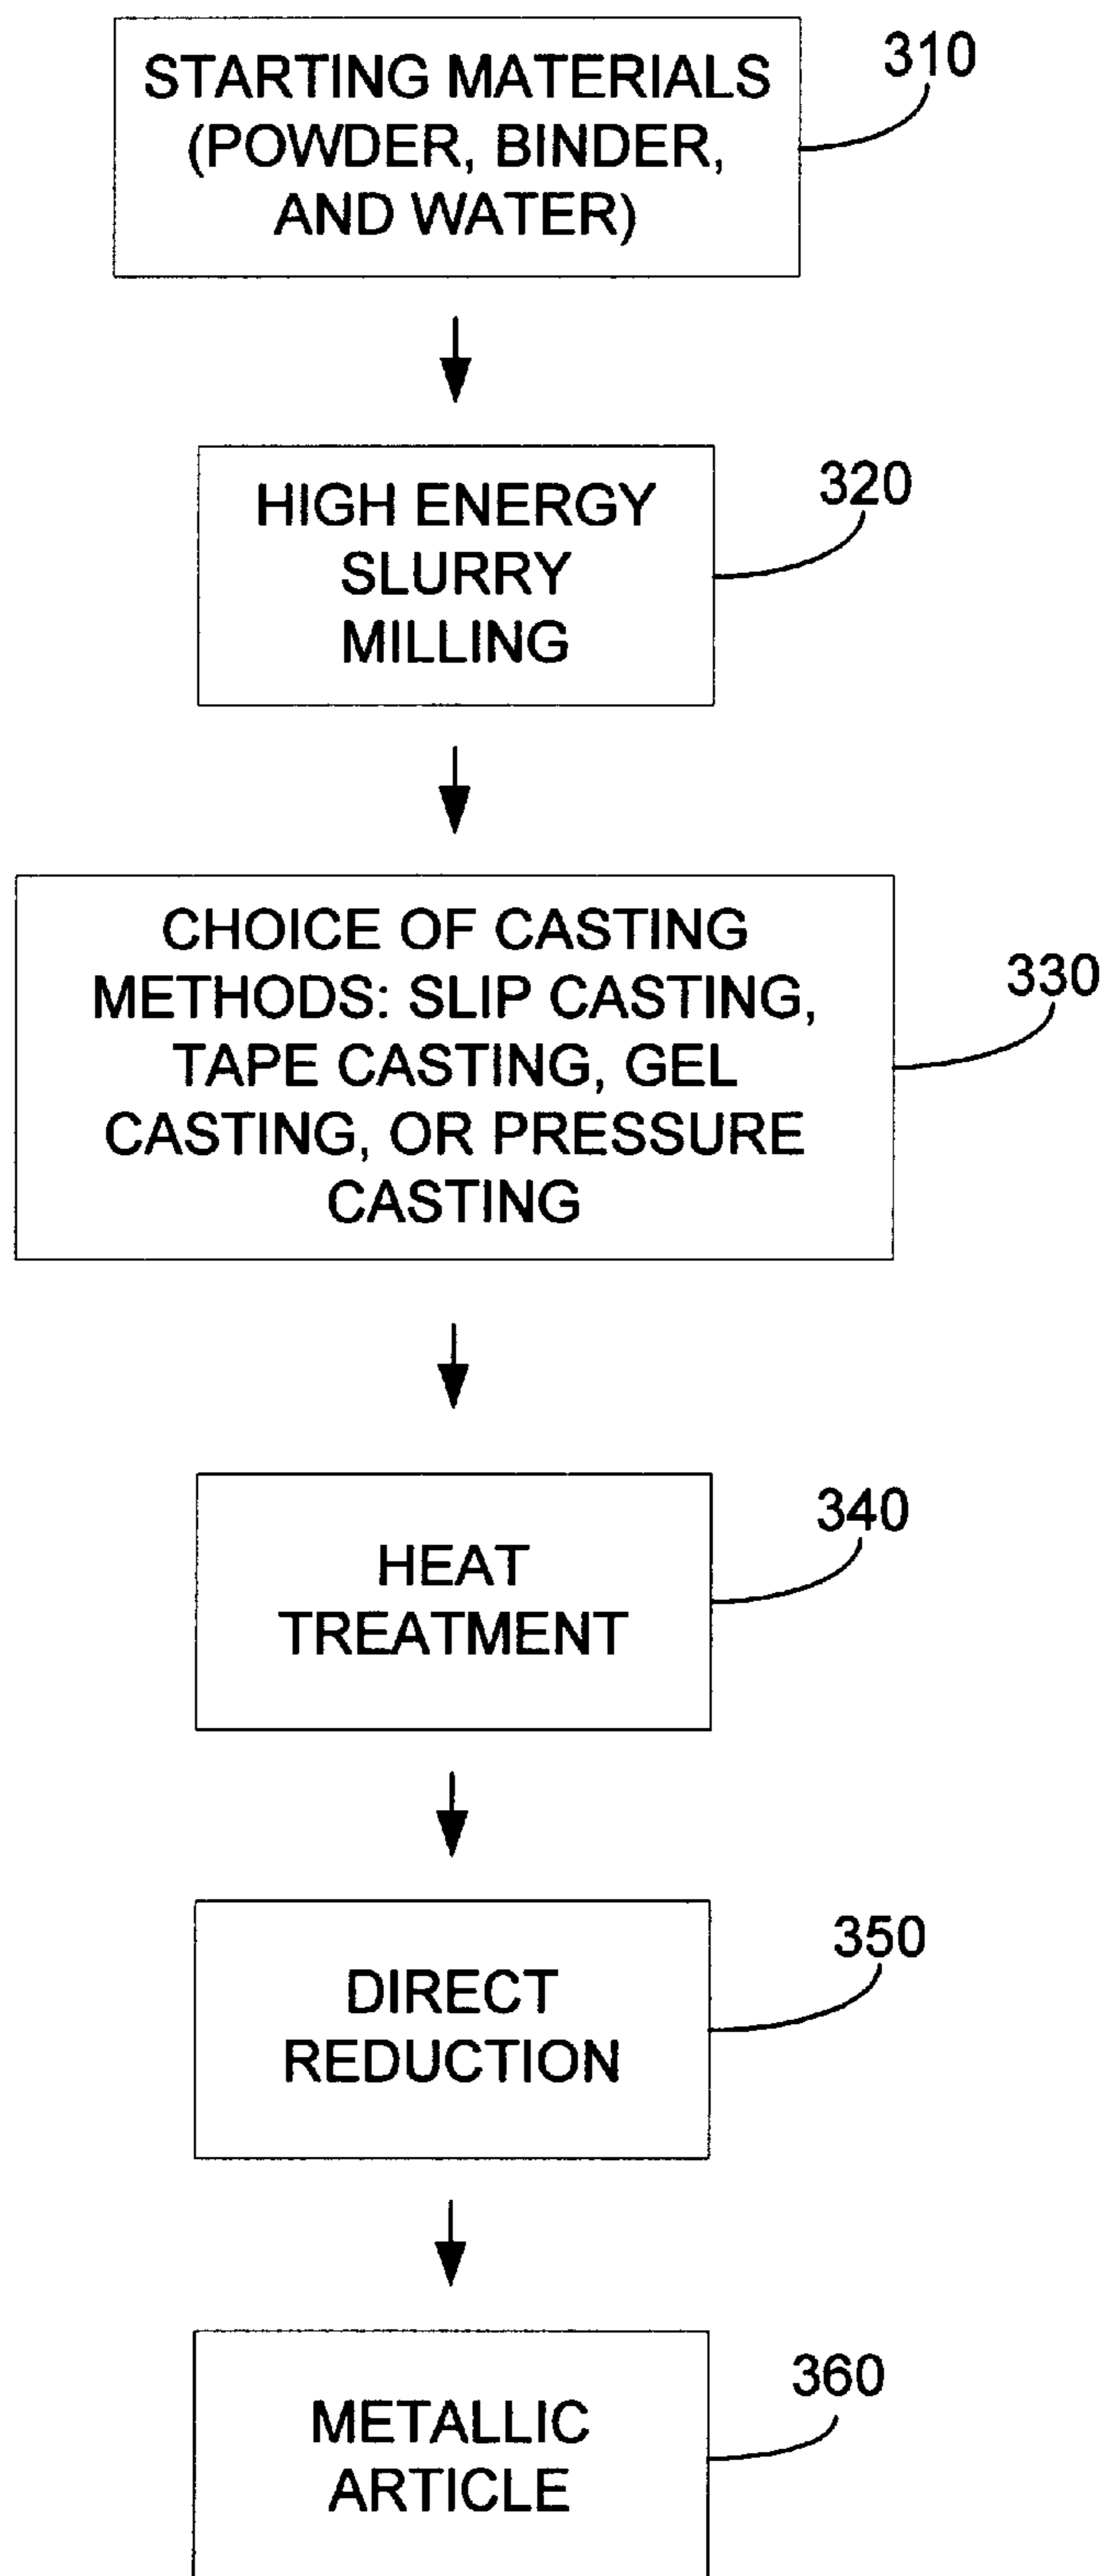 STARTING MATERIALS
(POWDER, BINDER,
AND WATER)
310
HIGH ENERGY
SLURRY
MILLING
320
CHOICE OF CASTING
METHODS: SLIP CASTING,
TAPE CASTING, GEL
CASTING, OR PRESSURE
CASTING
330
HEAT
TREATMENT
340
DIRECT
REDUCTION
350
METALLIC
ARTICLE
360